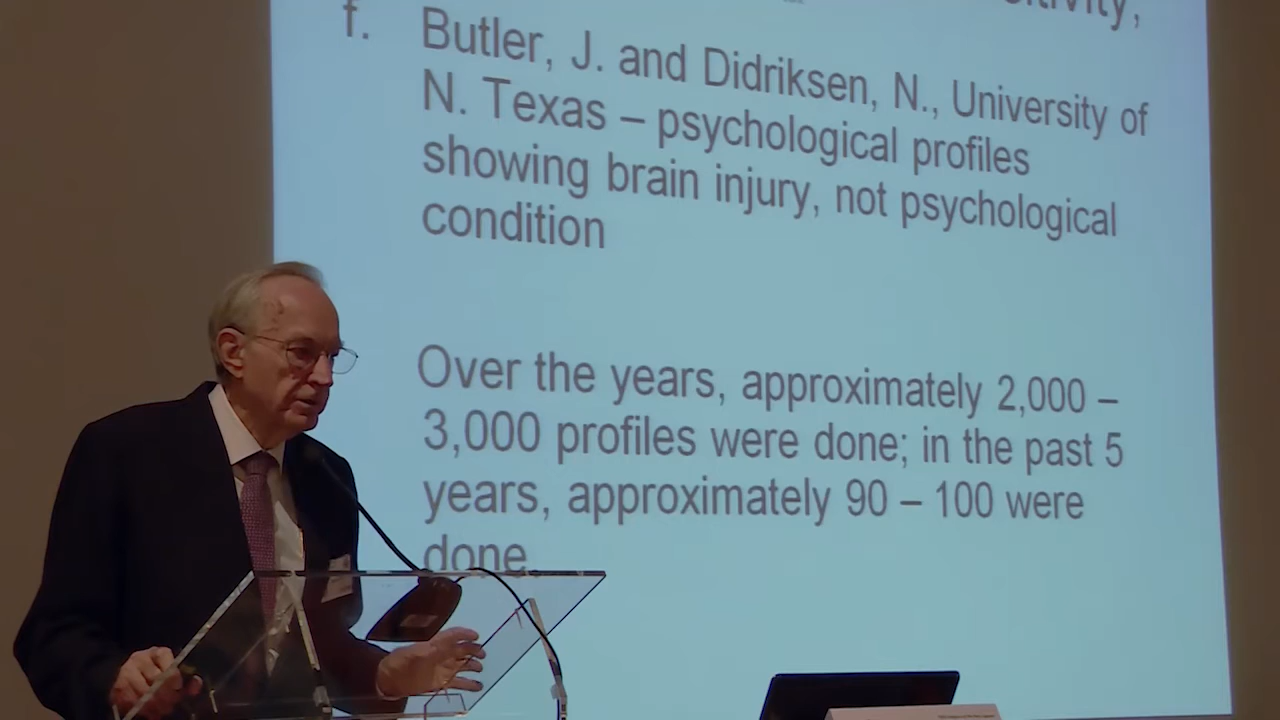 f. Butler, J. and Didriksen, N., University of
N. Texas – psychological profiles
showing brain injury, not psychological
condition
Over the years, approximately 2,000 –
3,000 profiles were done; in the past 5
years, approximately 90 – 100 were
done